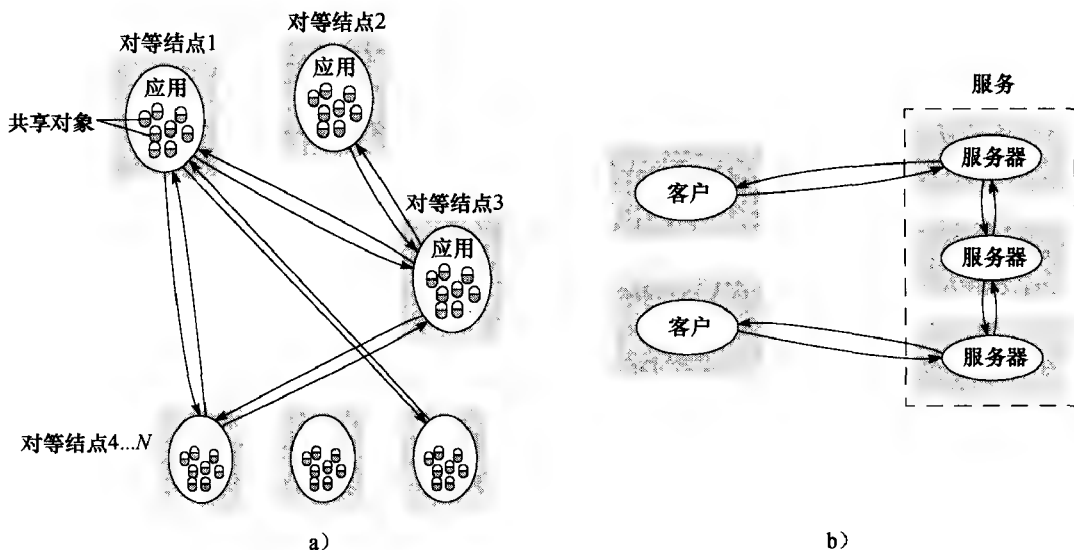 对等结点1
应用
共享对象
对等结点2
应用
对等结点3
应用
对等结点4...N
a）
服务
服务器
客户
服务器
客户
服务器
b）